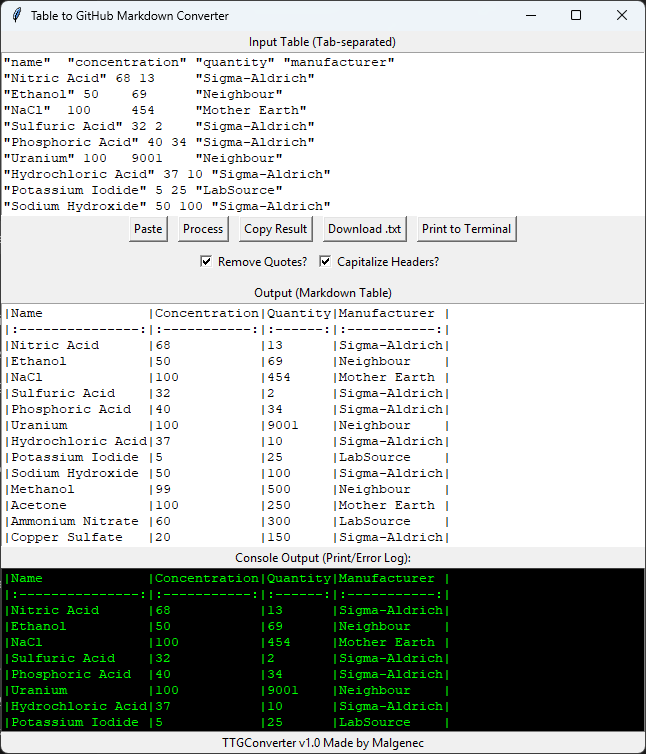 Table to GitHub Markdown Converter
Input Table (Tab-separated)
"name"  "concentration" "quantity" "manufacturer"
"Nitric Acid" 68 13     "Sigma-Aldrich"
"Ethanol" 50    69      "Neighbour"
"NaCl"  100     454     "Mother Earth"
"Sulfuric Acid" 32 2    "Sigma-Aldrich"
"Phosphoric Acid" 40 34 "Sigma-Aldrich"
"Uranium" 100   9001    "Neighbour"
"Hydrochloric Acid" 37 10 "Sigma-Aldrich"
"Potassium Iodide" 5 25 "LabSource"
"Sodium Hydroxide" 50 100 "Sigma-Aldrich"
Paste Process Copy Result Download .txt Print to Terminal
Remove Quotes? Capitalize Headers?
Output (Markdown Table)
|Name             |Concentration|Quantity|Manufacturer |
|:---------------:|:-----------:|:------:|:-----------:|
|Nitric Acid      |68           |13      |Sigma-Aldrich|
|Ethanol          |50           |69      |Neighbour    |
|NaCl             |100          |454     |Mother Earth |
|Sulfuric Acid    |32           |2       |Sigma-Aldrich|
|Phosphoric Acid  |40           |34      |Sigma-Aldrich|
|Uranium          |100          |9001    |Neighbour    |
|Hydrochloric Acid|37           |10      |Sigma-Aldrich|
|Potassium Iodide |5            |25      |LabSource    |
|Sodium Hydroxide |50           |100     |Sigma-Aldrich|
|Methanol         |99           |500     |Neighbour    |
|Acetone          |100          |250     |Mother Earth |
|Ammonium Nitrate |60           |300     |LabSource    |
|Copper Sulfate   |20           |150     |Sigma-Aldrich|
Console Output (Print/Error Log):
|Name             |Concentration|Quantity|Manufacturer |
|:---------------:|:-----------:|:------:|:-----------:|
|Nitric Acid      |68           |13      |Sigma-Aldrich|
|Ethanol          |50           |69      |Neighbour    |
|NaCl             |100          |454     |Mother Earth |
|Sulfuric Acid    |32           |2       |Sigma-Aldrich|
|Phosphoric Acid  |40           |34      |Sigma-Aldrich|
|Uranium          |100          |9001    |Neighbour    |
|Hydrochloric Acid|37           |10      |Sigma-Aldrich|
|Potassium Iodide |5            |25      |LabSource    |
TTGConverter v1.0 Made by Malgenec